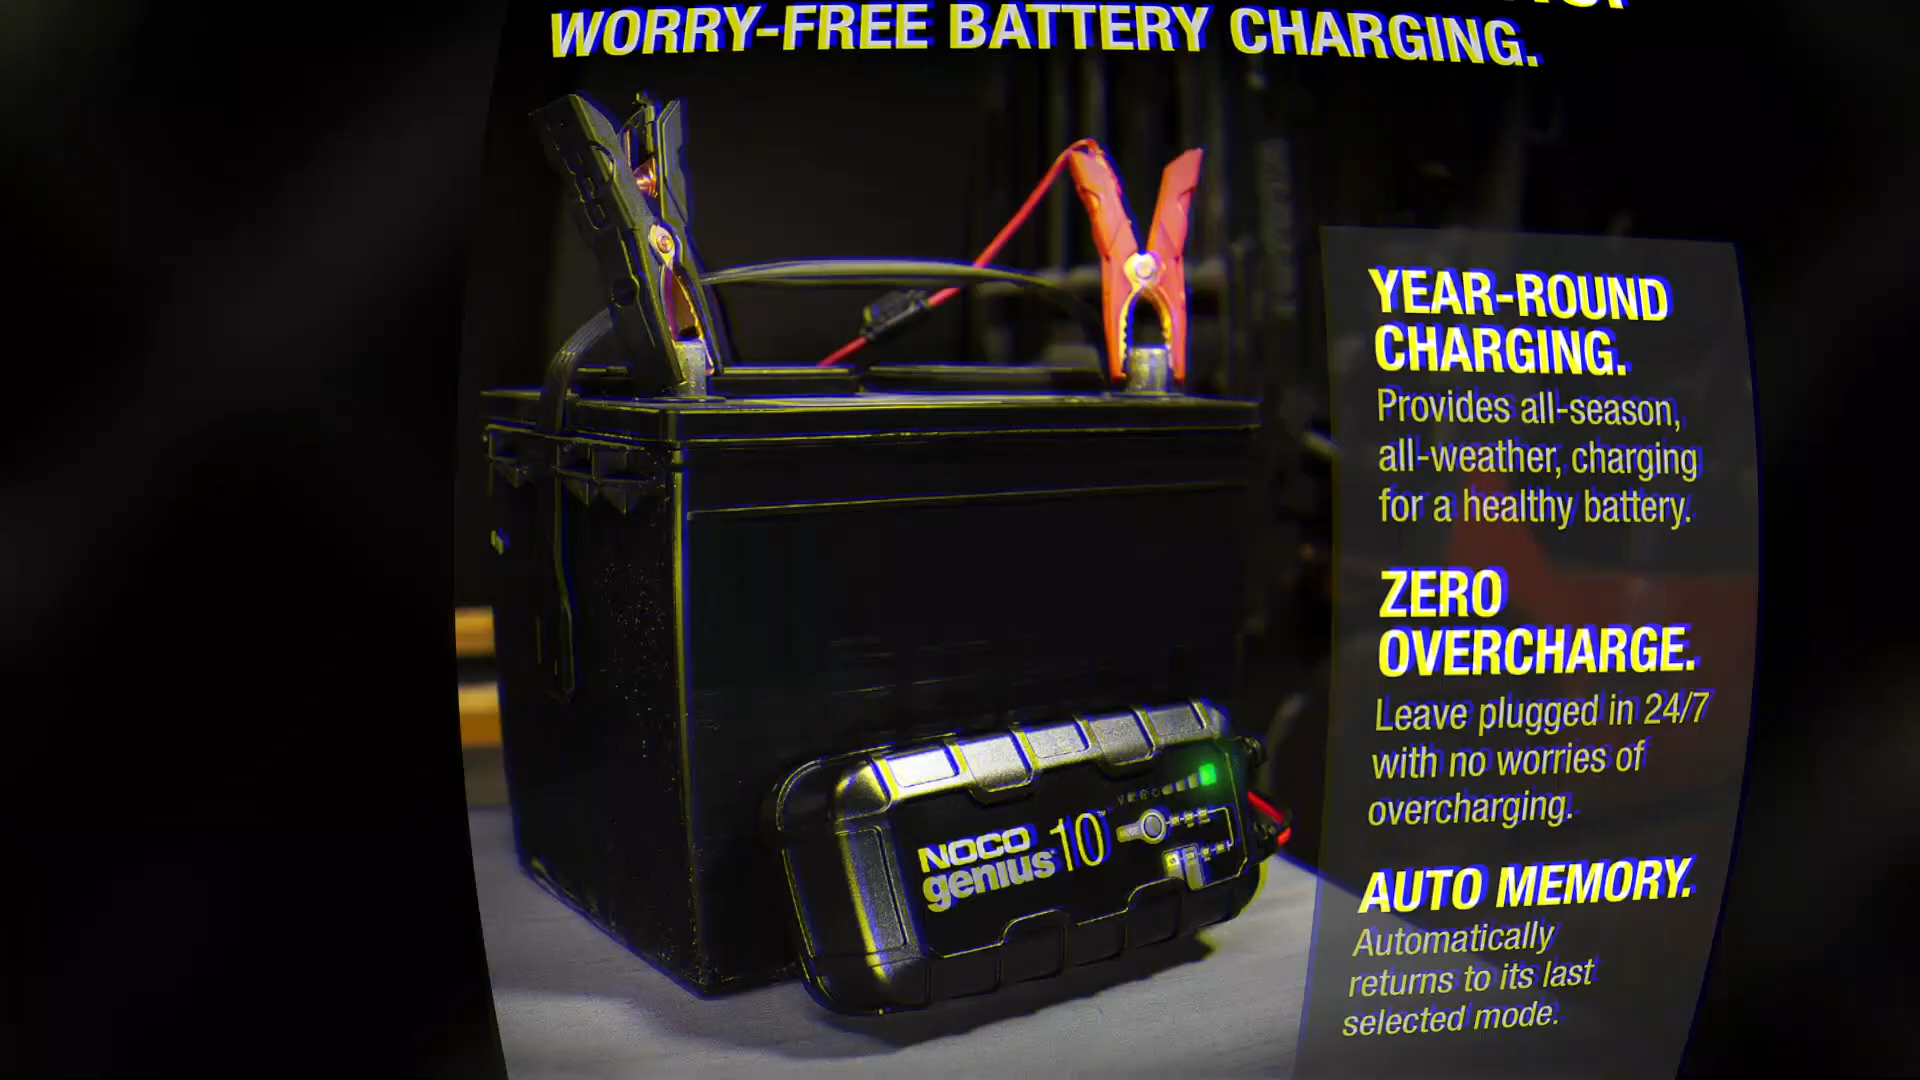 WORRY-FREE BATTERY CHARGING.
YEAR-ROUND
CHARGING.
Provides all-season,
all-weather, charging
for a healthy battery.
ZERO
OVERCHARGE.
Leave plugged in 24/7
with no worries of
overcharging.
AUTO MEMORY.
Automatically
returns to its last
selected mode.
NOCO
genius 10™